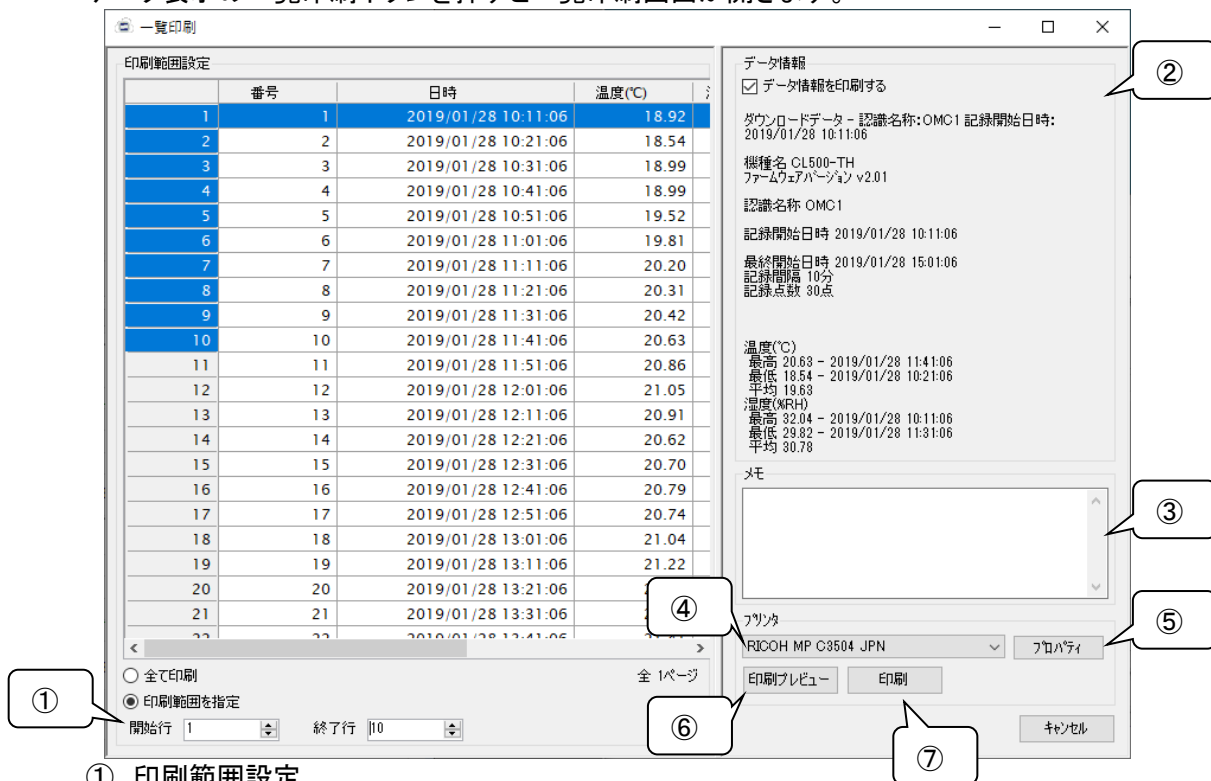 一覧印刷
印刷範囲設定
番号 日時 温度(℃)
1 1 2019/01/28 10:11:06 18.92
2 2 2019/01/28 10:21:06 18.54
3 3 2019/01/28 10:31:06 18.99
4 4 2019/01/28 10:41:06 18.99
5 5 2019/01/28 10:51:06 19.52
6 6 2019/01/28 11:01:06 19.81
7 7 2019/01/28 11:11:06 20.20
8 8 2019/01/28 11:21:06 20.31
9 9 2019/01/28 11:31:06 20.42
10 10 2019/01/28 11:41:06 20.63
11 11 2019/01/28 11:51:06 20.86
12 12 2019/01/28 12:01:06 21.05
13 13 2019/01/28 12:11:06 20.91
14 14 2019/01/28 12:21:06 20.62
15 15 2019/01/28 12:31:06 20.70
16 16 2019/01/28 12:41:06 20.79
17 17 2019/01/28 12:51:06 20.74
18 18 2019/01/28 13:01:06 21.04
19 19 2019/01/28 13:11:06 21.22
20 20 2019/01/28 13:21:06
21 21 2019/01/28 13:31:06
22 22 2019/01/28 13:41:06
全て印刷 全 1ページ
印刷範囲を指定
開始行 1 終了行 10
①
データ情報
データ情報を印刷する
②
ダウンロードデータ - 認識名称:OMC1 記録開始日時:
2019/01/28 10:11:06
機種名 CL500-TH
ファームウェアバージョン v2.01
認識名称 OMC1
記録開始日時 2019/01/28 10:11:06
最終開始日時 2019/01/28 15:01:06
記録間隔 10分
記録点数 30点
温度(℃)
最高 20.63 - 2019/01/28 11:41:06
最低 18.54 - 2019/01/28 10:21:06
平均 19.63
湿度(%RH)
最高 32.04 - 2019/01/28 10:11:06
最低 29.82 - 2019/01/28 11:31:06
平均 30.78
メモ
③
④
プリンタ
⑤
RICOH MP C3504 JPN プロパティ
印刷プレビュー 印刷
⑥
キャンセル
⑦
① 印刷範囲設定